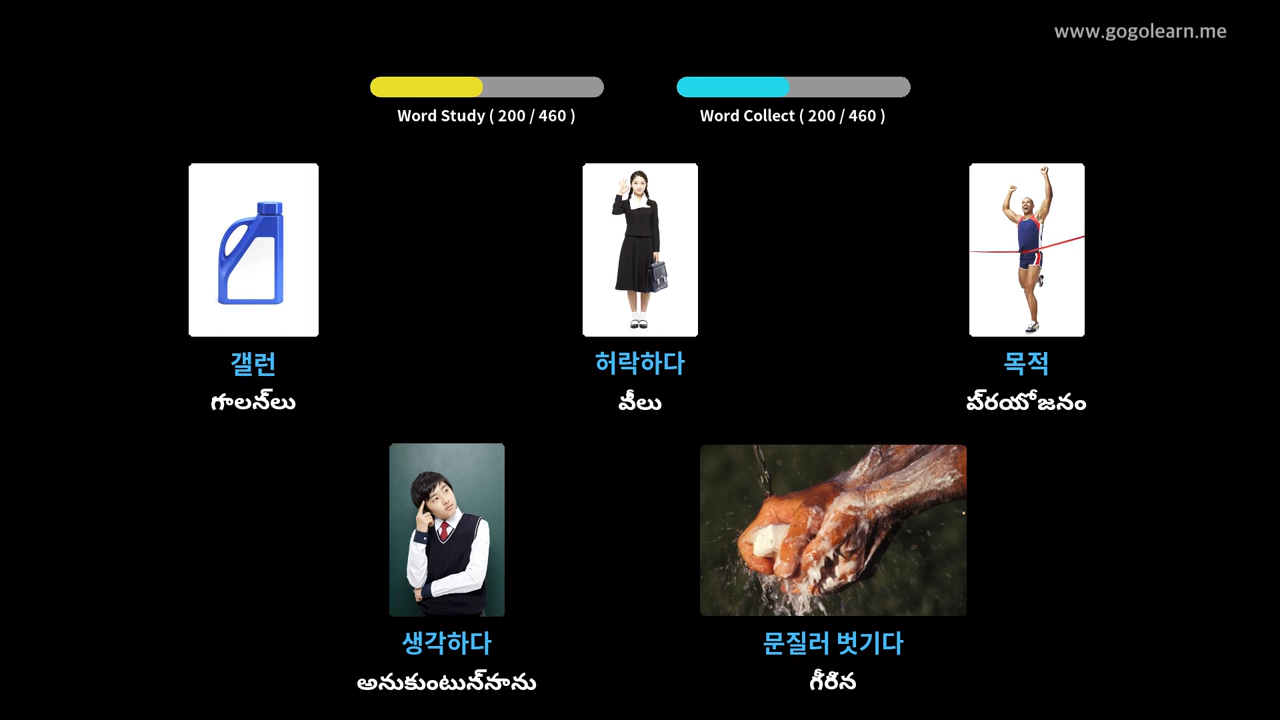 www.gogolearn.me
Word Study ( 200 / 460 )
Word Collect ( 200 / 460 )
갤런
허락하다
목적
గాలన్‌లు
వీలు
ప్‌రయోజనం
생각하다
문질러 벗기다
అనుకుంటున్‌నాను
గీరిన